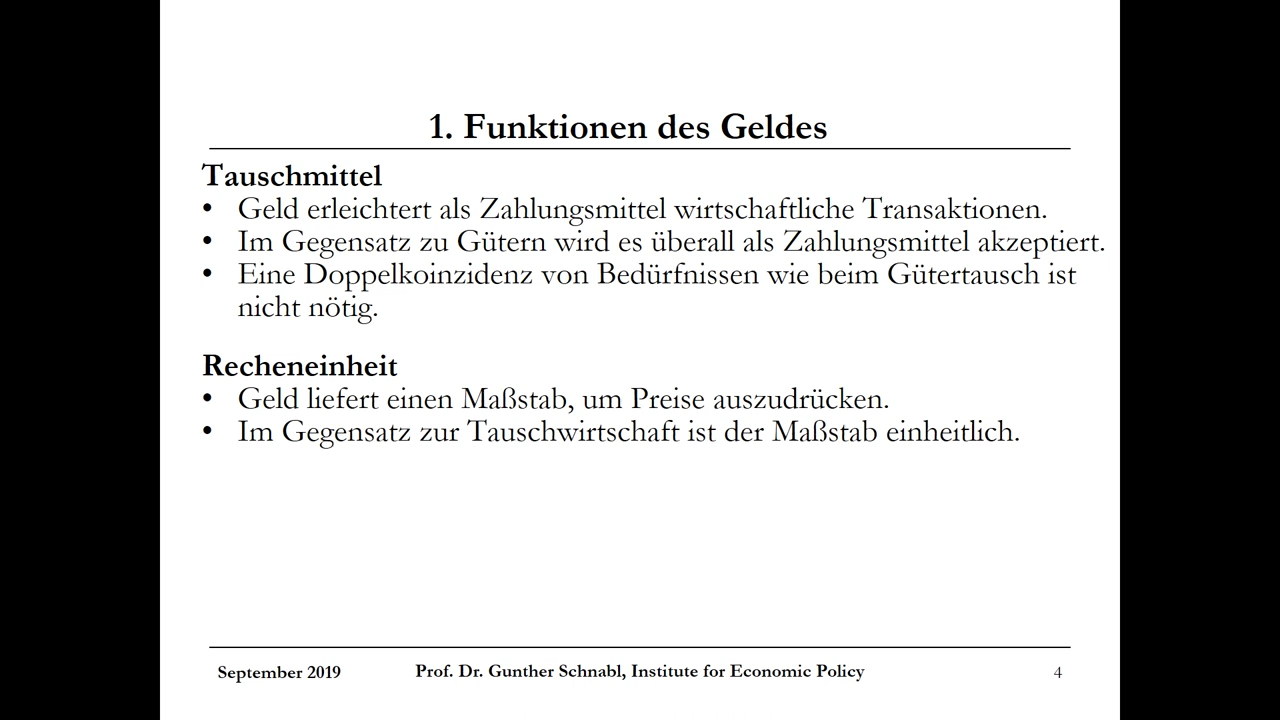 1. Funktionen des Geldes
Tauschmittel
• Geld erleichtert als Zahlungsmittel wirtschaftliche Transaktionen.
• Im Gegensatz zu Gütern wird es überall als Zahlungsmittel akzeptiert.
• Eine Doppelkoinzidenz von Bedürfnissen wie beim Gütertausch ist
nicht nötig.
Recheneinheit
• Geld liefert einen Maßstab, um Preise auszudrücken.
• Im Gegensatz zur Tauschwirtschaft ist der Maßstab einheitlich.
September 2019 Prof. Dr. Gunther Schnabl, Institute for Economic Policy 4